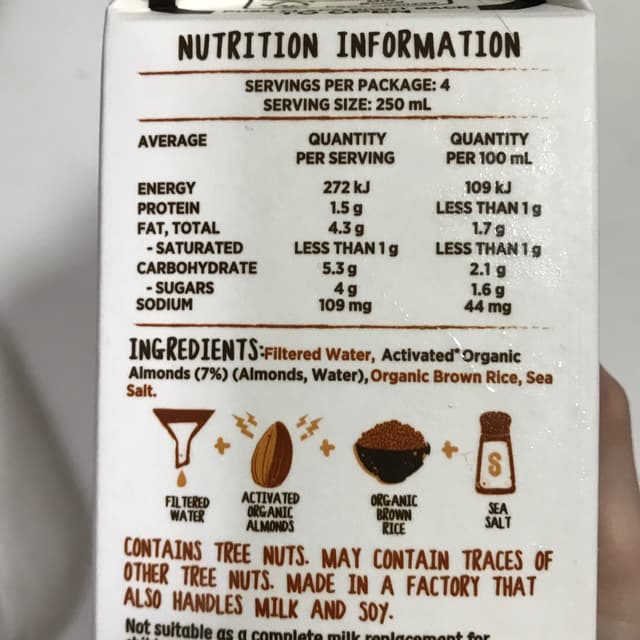 NUTRITION INFORMATION
SERVINGS PER PACKAGE: 4
SERVING SIZE: 250 mL
AVERAGE QUANTITY PER SERVING QUANTITY PER 100 mL
ENERGY 272 kJ 109 kJ
PROTEIN 1.5 g LESS THAN 1 g
FAT, TOTAL 4.3 g 1.7 g
- SATURATED LESS THAN 1 g LESS THAN 1 g
CARBOHYDRATE 5.3 g 2.1 g
- SUGARS 4 g 1.6 g
SODIUM 109 mg 44 mg
INGREDIENTS: Filtered Water, Activated* Organic
Almonds (7%) (Almonds, Water), Organic Brown Rice, Sea
Salt.
S
FILTERED WATER
ACTIVATED ORGANIC ALMONDS
ORGANIC BROWN RICE
SEA SALT
CONTAINS TREE NUTS. MAY CONTAIN TRACES OF
OTHER TREE NUTS. MADE IN A FACTORY THAT
ALSO HANDLES MILK AND SOY.
Not suitable as a complete milk replacement for